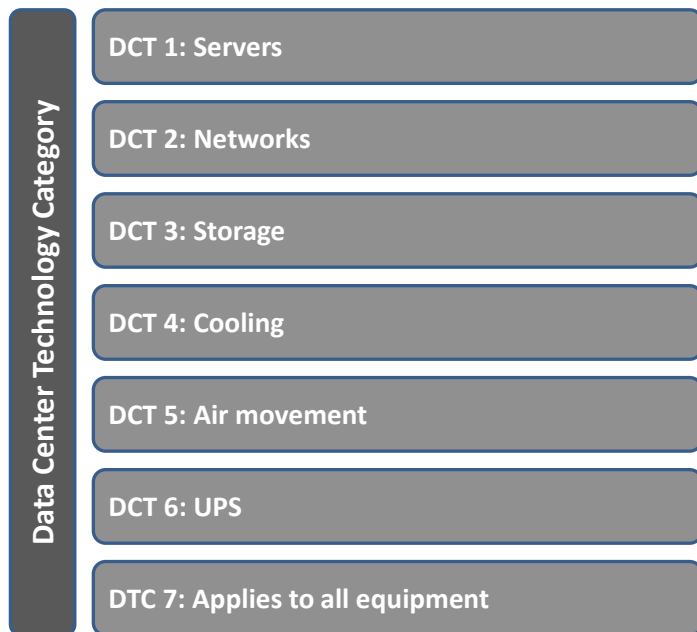 Data Center Technology Category
DCT 1: Servers
DCT 2: Networks
DCT 3: Storage
DCT 4: Cooling
DCT 5: Air movement
DCT 6: UPS
DTC 7: Applies to all equipment